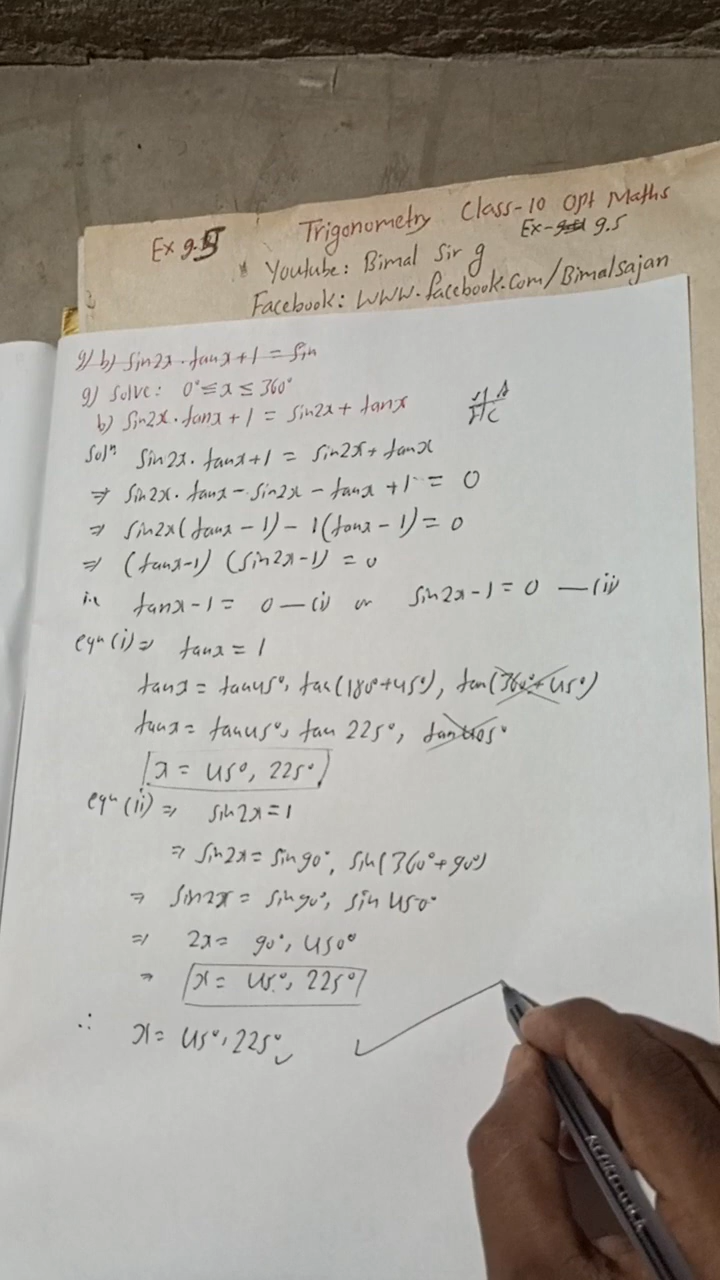 Ex 9.5
Trigonometry Class-10 Opt Maths
Ex- 9.5
Youtube: Bimal Sir g
Facebook: www.facebook.com/Bimalsajan
g) b) sin2x.tanx+1 = sin
g) Solve: 0° ≤ x ≤ 360°
b) sin2x.tanx+1 = sin2x + tanx
S A
T C
Solⁿ sin2x.tanx+1 = sin2x+tanx
⇒ sin2x.tanx - sin2x - tanx + 1 = 0
⇒ sin2x(tanx - 1) - 1(tanx - 1) = 0
⇒ (tanx-1) (sin2x-1) = 0
i.e tanx-1 = 0 —(i) or sin2x-1 = 0 —(ii)
eqn(i) ⇒ tanx = 1
tanx = tan45°, tan(180°+45°), tan(360°+45°)
tanx = tan45°, tan 225°, tan405°
x = 45°, 225°
eqn(ii) ⇒ sin2x=1
⇒ sin2x = sin90°, sin(360°+90°)
⇒ sin2x = sin90°, sin450°
⇒ 2x = 90°, 450°
⇒ x = 45°, 225°
∴ x = 45°, 225°